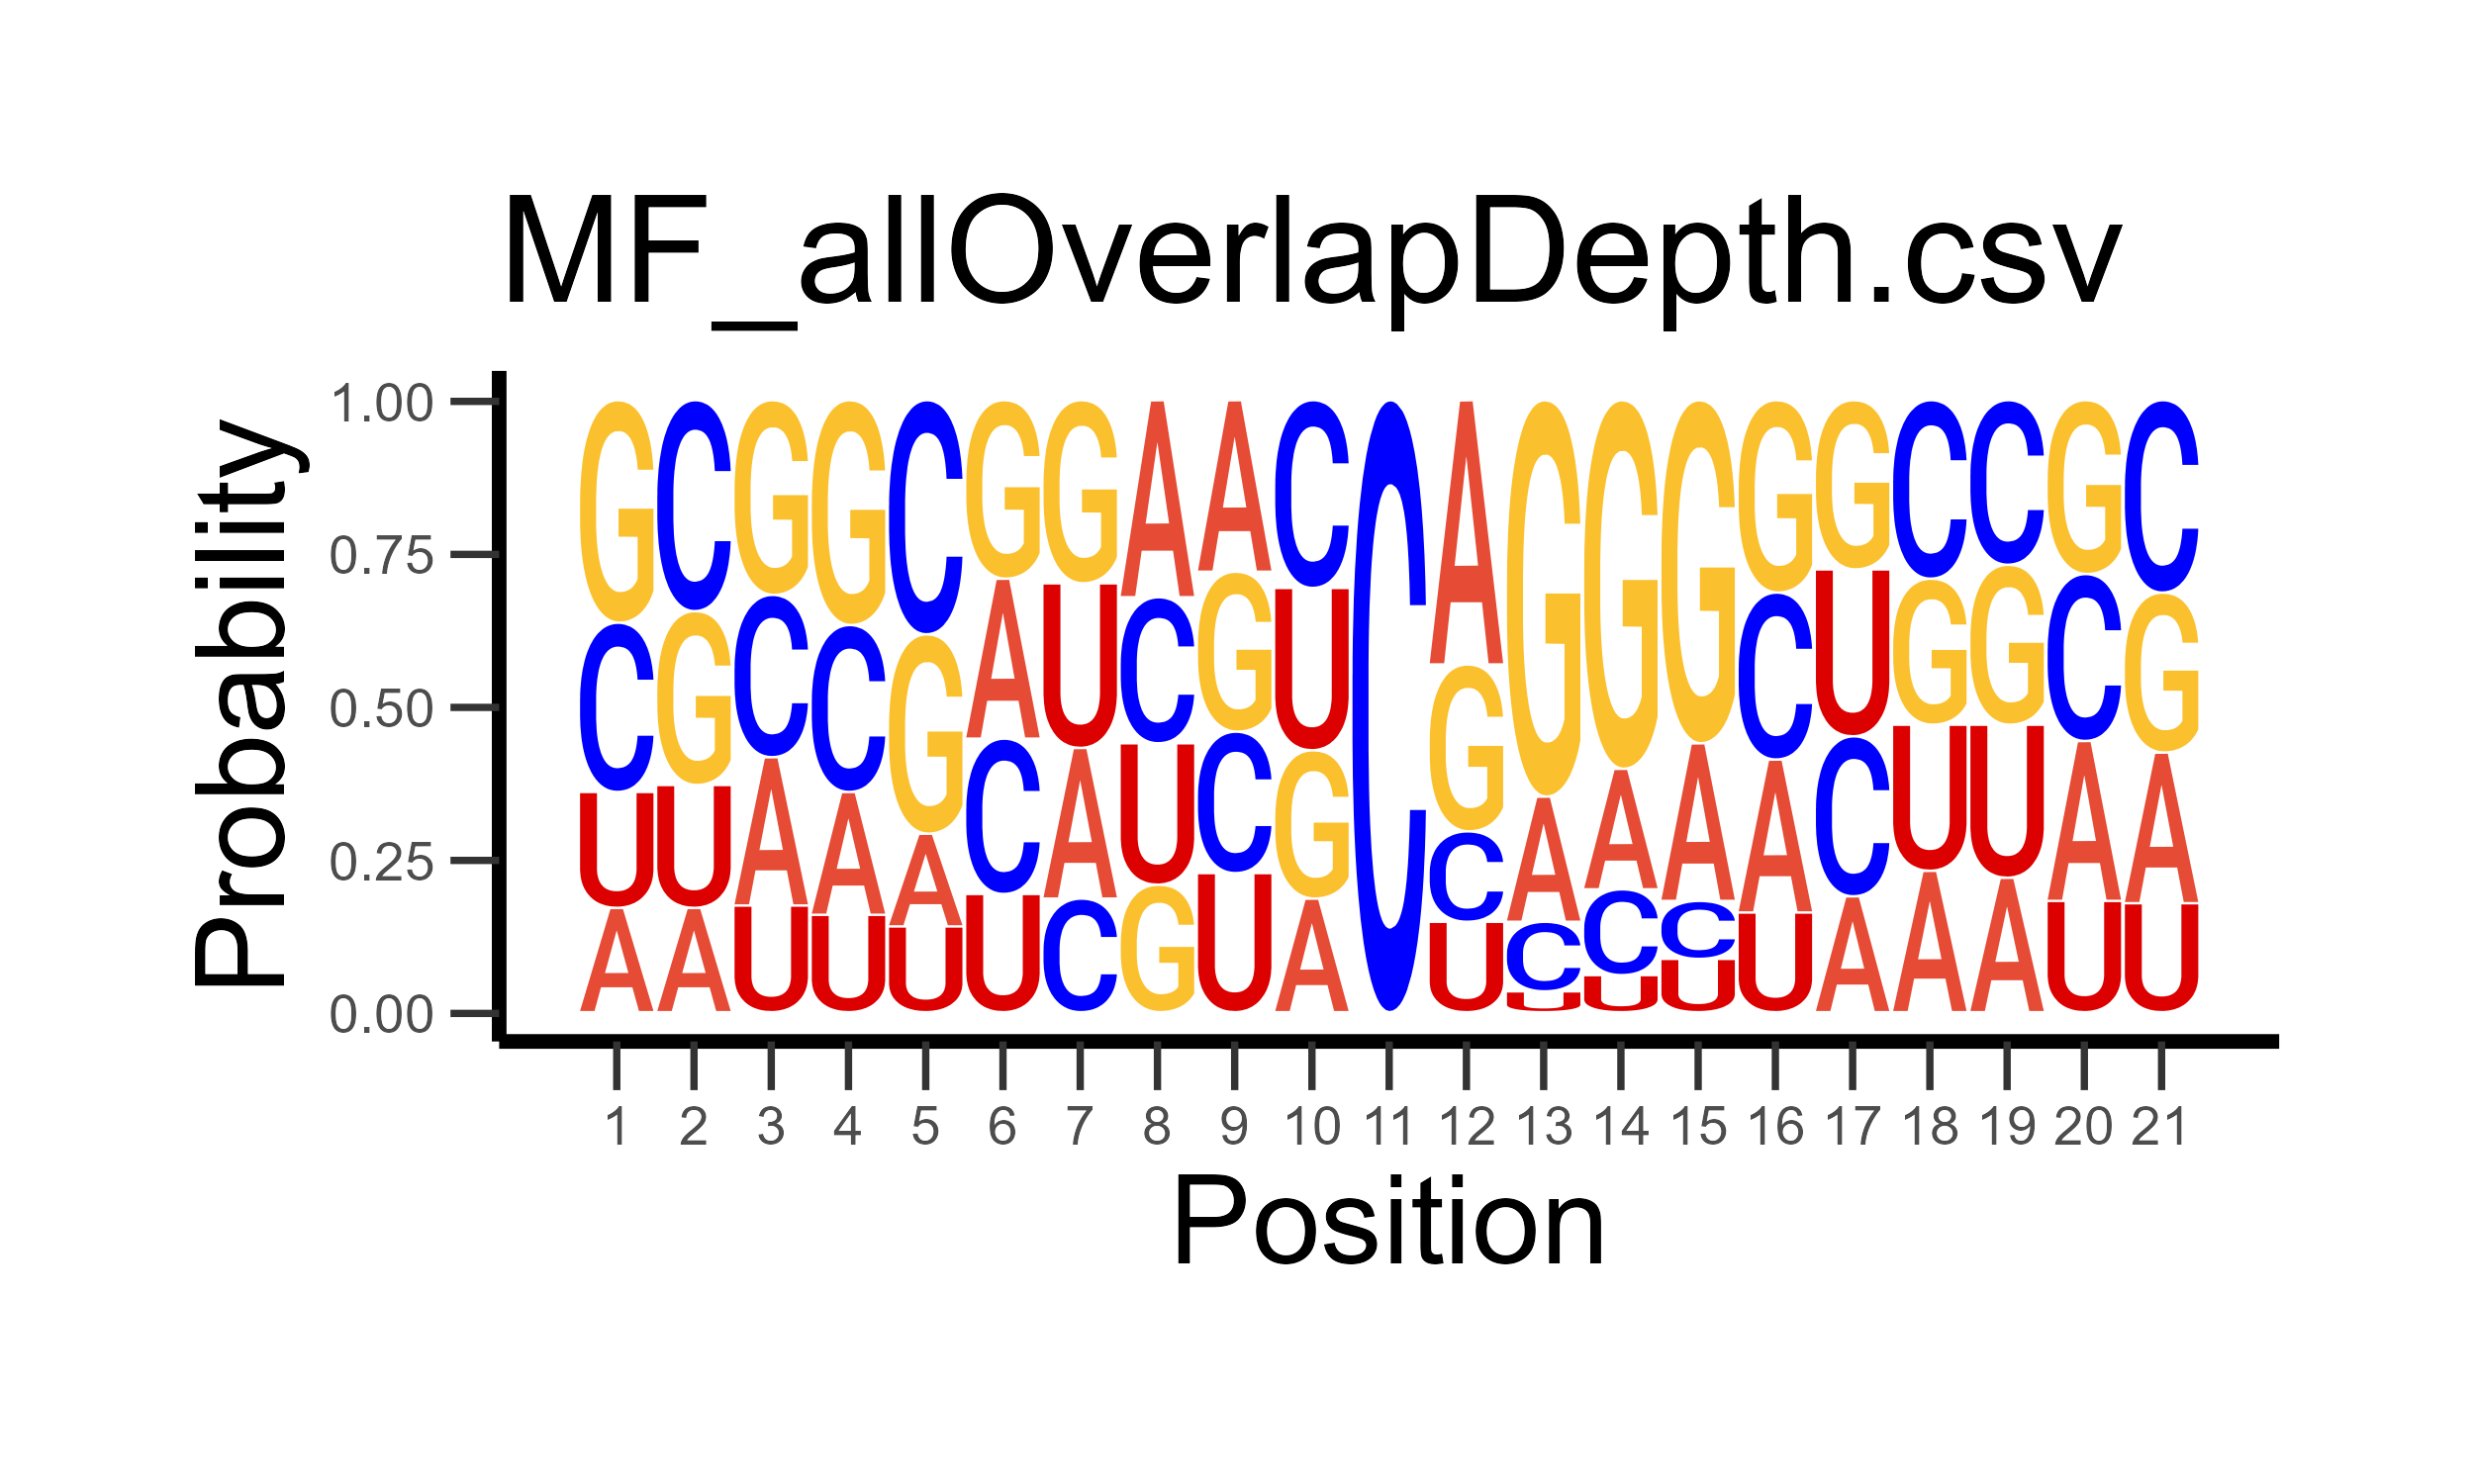 MF_allOverlapDepth.csv
Probability
1.00
0.75
0.50
0.25
0.00
G C G G C G G A A C C A G G G G G C C G C
C G C C G A U C G U G A A A C U G G C G
U U A A A C A U C G C C C C A C U U A A
A A U U U U C G U A U U U U U A A A U U
1 2 3 4 5 6 7 8 9 10 11 12 13 14 15 16 17 18 19 20 21
Position